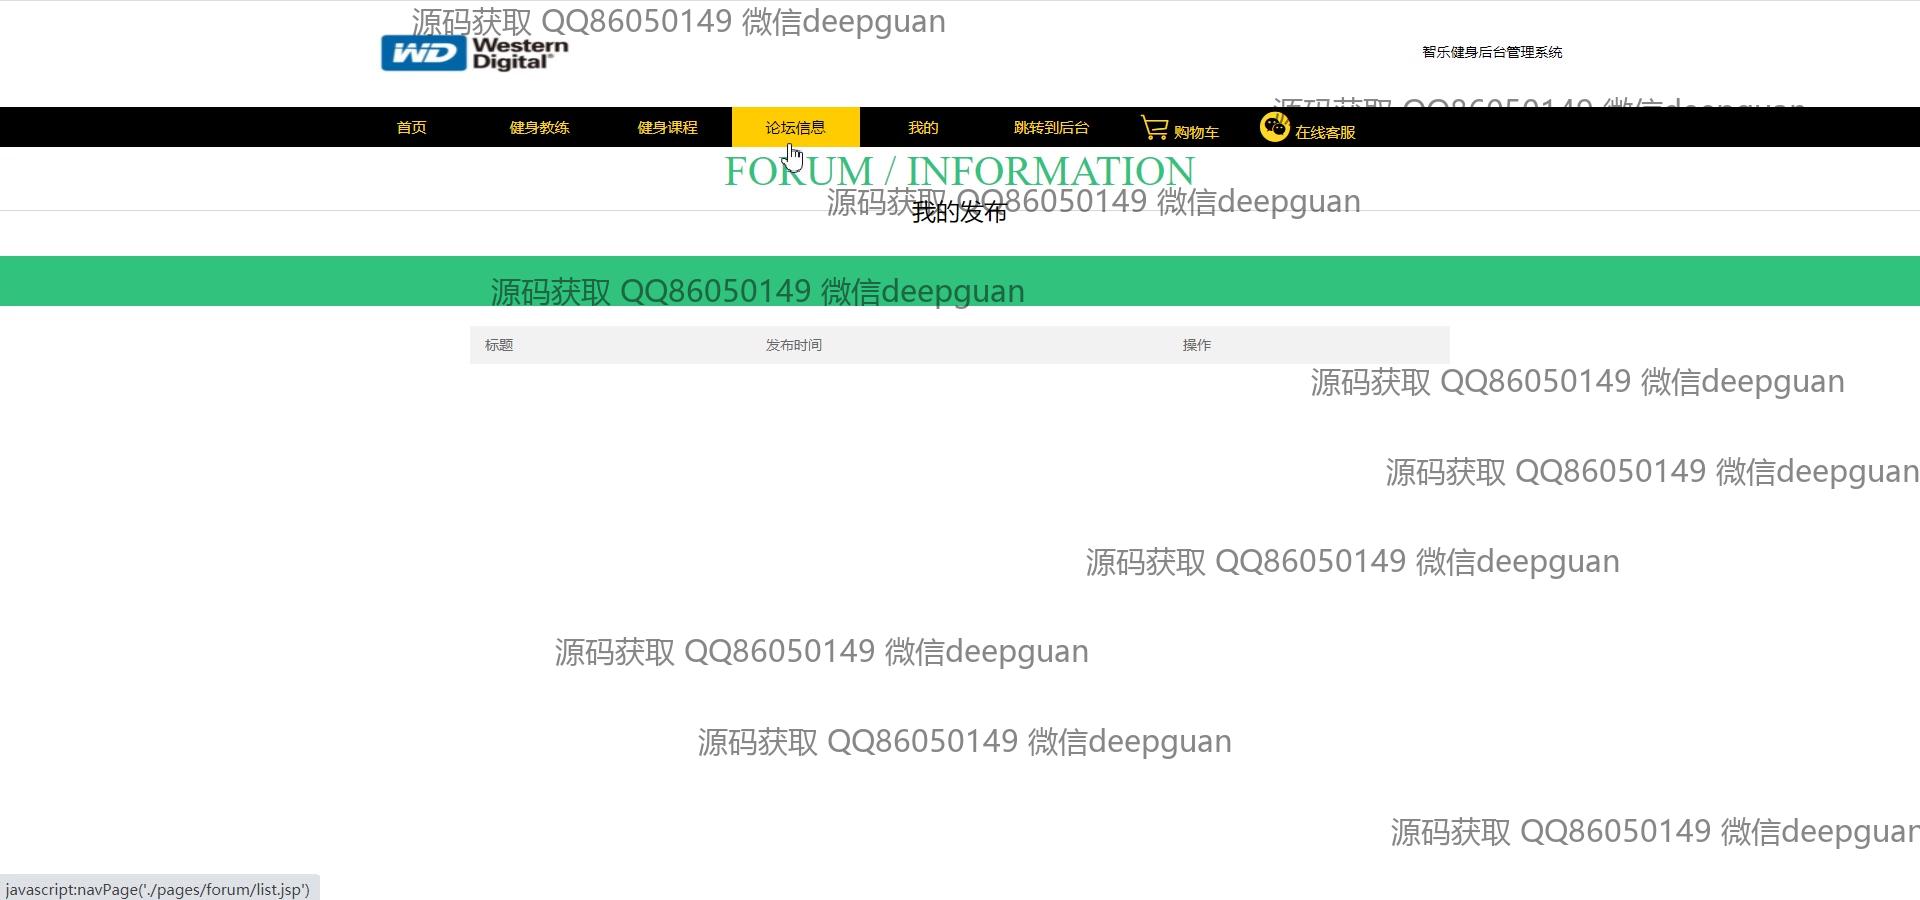 源码获取 QQ86050149 微信deepguan
WD Western
Digital
智乐健身后台管理系统
源码获取 QQ86050149 微信deepguan
首页 健身教练 健身课程 论坛信息 我的 跳转到后台 购物车 在线客服
FORUM / INFORMATION
源码获取 QQ86050149 微信deepguan
我的发布
源码获取 QQ86050149 微信deepguan
标题 发布时间 操作
源码获取 QQ86050149 微信deepguan
源码获取 QQ86050149 微信deepguan
源码获取 QQ86050149 微信deepguan
源码获取 QQ86050149 微信deepguan
源码获取 QQ86050149 微信deepguan
源码获取 QQ86050149 微信deepguan
javascript:navPage('./pages/forum/list.jsp')